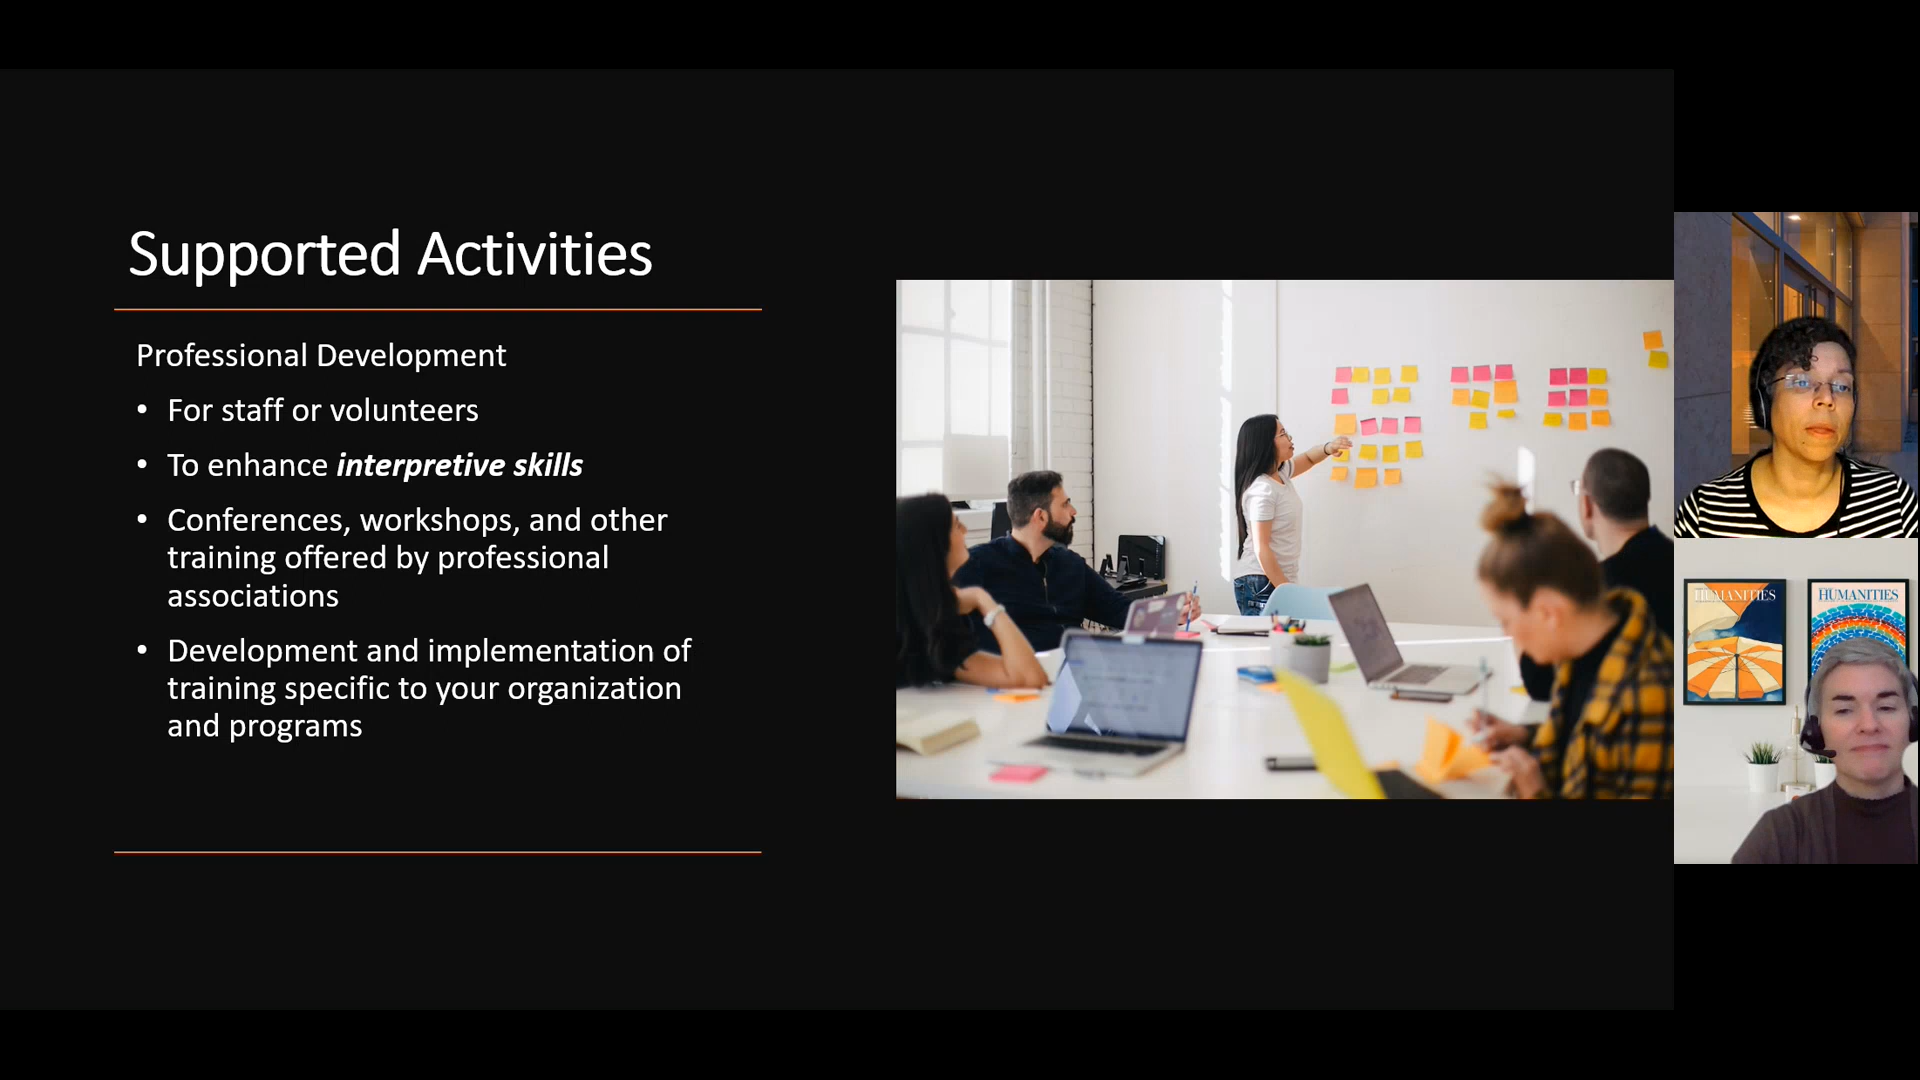 Supported Activities
Professional Development
• For staff or volunteers
• To enhance interpretive skills
• Conferences, workshops, and other
training offered by professional
associations
• Development and implementation of
training specific to your organization
and programs
HUMANITIES
HUMANITIES